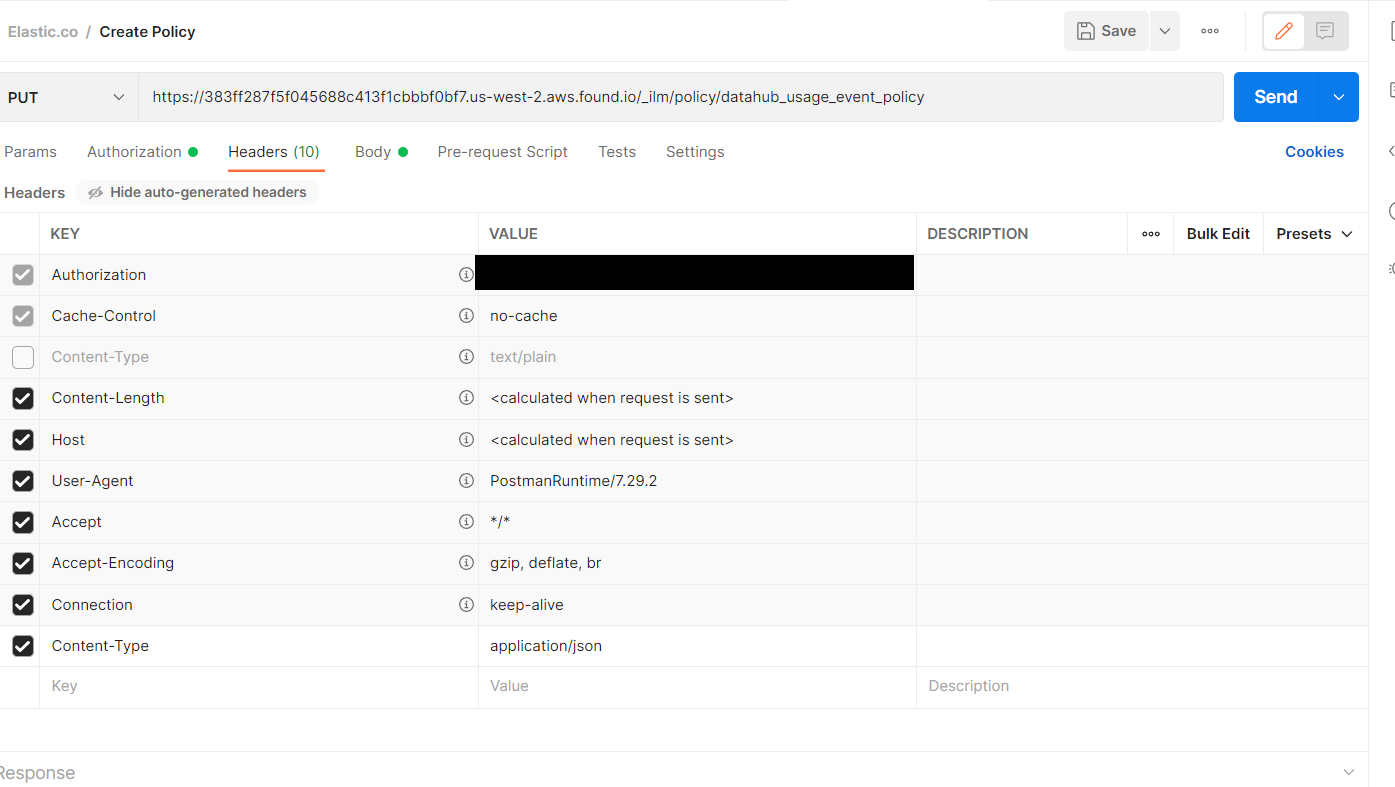 Elastic.co / Create Policy Save
PUT https://383ff287f5f045688c413f1cbbbf0bf7.us-west-2.aws.found.io/_ilm/policy/datahub_usage_event_policy Send
Params Authorization Headers (10) Body Pre-request Script Tests Settings Cookies
Headers Hide auto-generated headers
KEY VALUE DESCRIPTION Bulk Edit Presets
Authorization
Cache-Control no-cache
Content-Type text/plain
Content-Length <calculated when request is sent>
Host <calculated when request is sent>
User-Agent PostmanRuntime/7.29.2
Accept */*
Accept-Encoding gzip, deflate, br
Connection keep-alive
Content-Type application/json
Key Value Description
Response